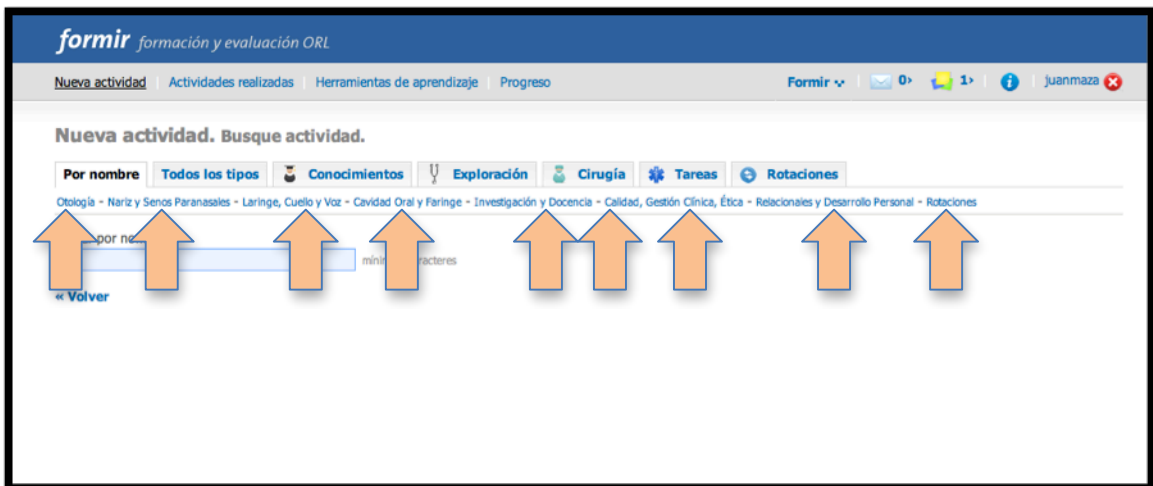 formir formación y evaluación ORL
Nueva actividad Actividades realizadas Herramientas de aprendizaje Progreso Formir 0 1 juanmaza
Nueva actividad. Busque actividad.
Por nombre Todos los tipos Conocimientos Exploración Cirugía Tareas Rotaciones
Otología - Nariz y Senos Paranasales - Laringe, Cuello y Voz - Cavidad Oral y Faringe - Investigación y Docencia - Calidad, Gestión Clínica, Ética - Relacionales y Desarrollo Personal - Rotaciones
por
« Volver